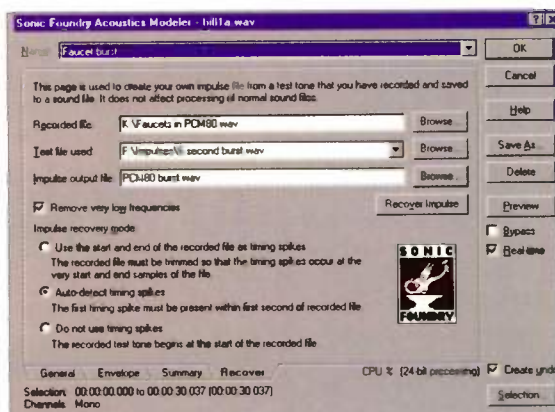 Sonic Foundry Acoustics Modeler - hill1a.wav
Name: Faucet burst
OK
This page is used to create your own impulse file from a test tone that you have recorded and saved
to a sound file. It does not affect processing of normal sound files.
Cancel
Help
Recorded file: K:\Faucets in PCM80.wav Browse...
Test file used: F:\Impulses\ second burst.wav Browse...
Save As...
Impulse output file: PCM80 burst.wav Browse...
Delete
Remove very low frequencies Recover Impulse
Preview
Impulse recovery mode:
Bypass
Use the start and end of the recorded file as timing spikes
Real-time
The recorded file must be trimmed so that the timing spikes occur at the
very start and end samples of the file
SONIC
FOUNDRY
Auto-detect timing spikes
The first timing spike must be present within first second of recorded file
Do not use timing spikes
The recorded test tone begins at the start of the recorded file
General Envelope Summary Recover CPU % (24-bit processing)
Create undo
Selection: 00:00:00.000 to 00:00:30.037 (00:00:30.037)
Selection...
Channels: Mono